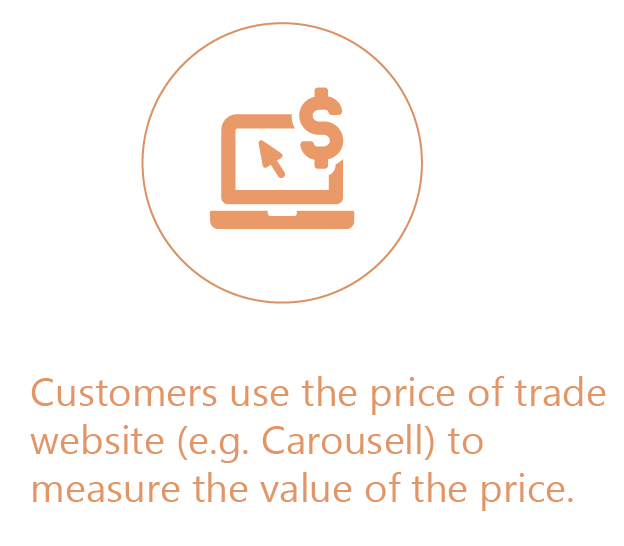 Customers use the price of trade
website (e.g. Carousell) to
measure the value of the price.